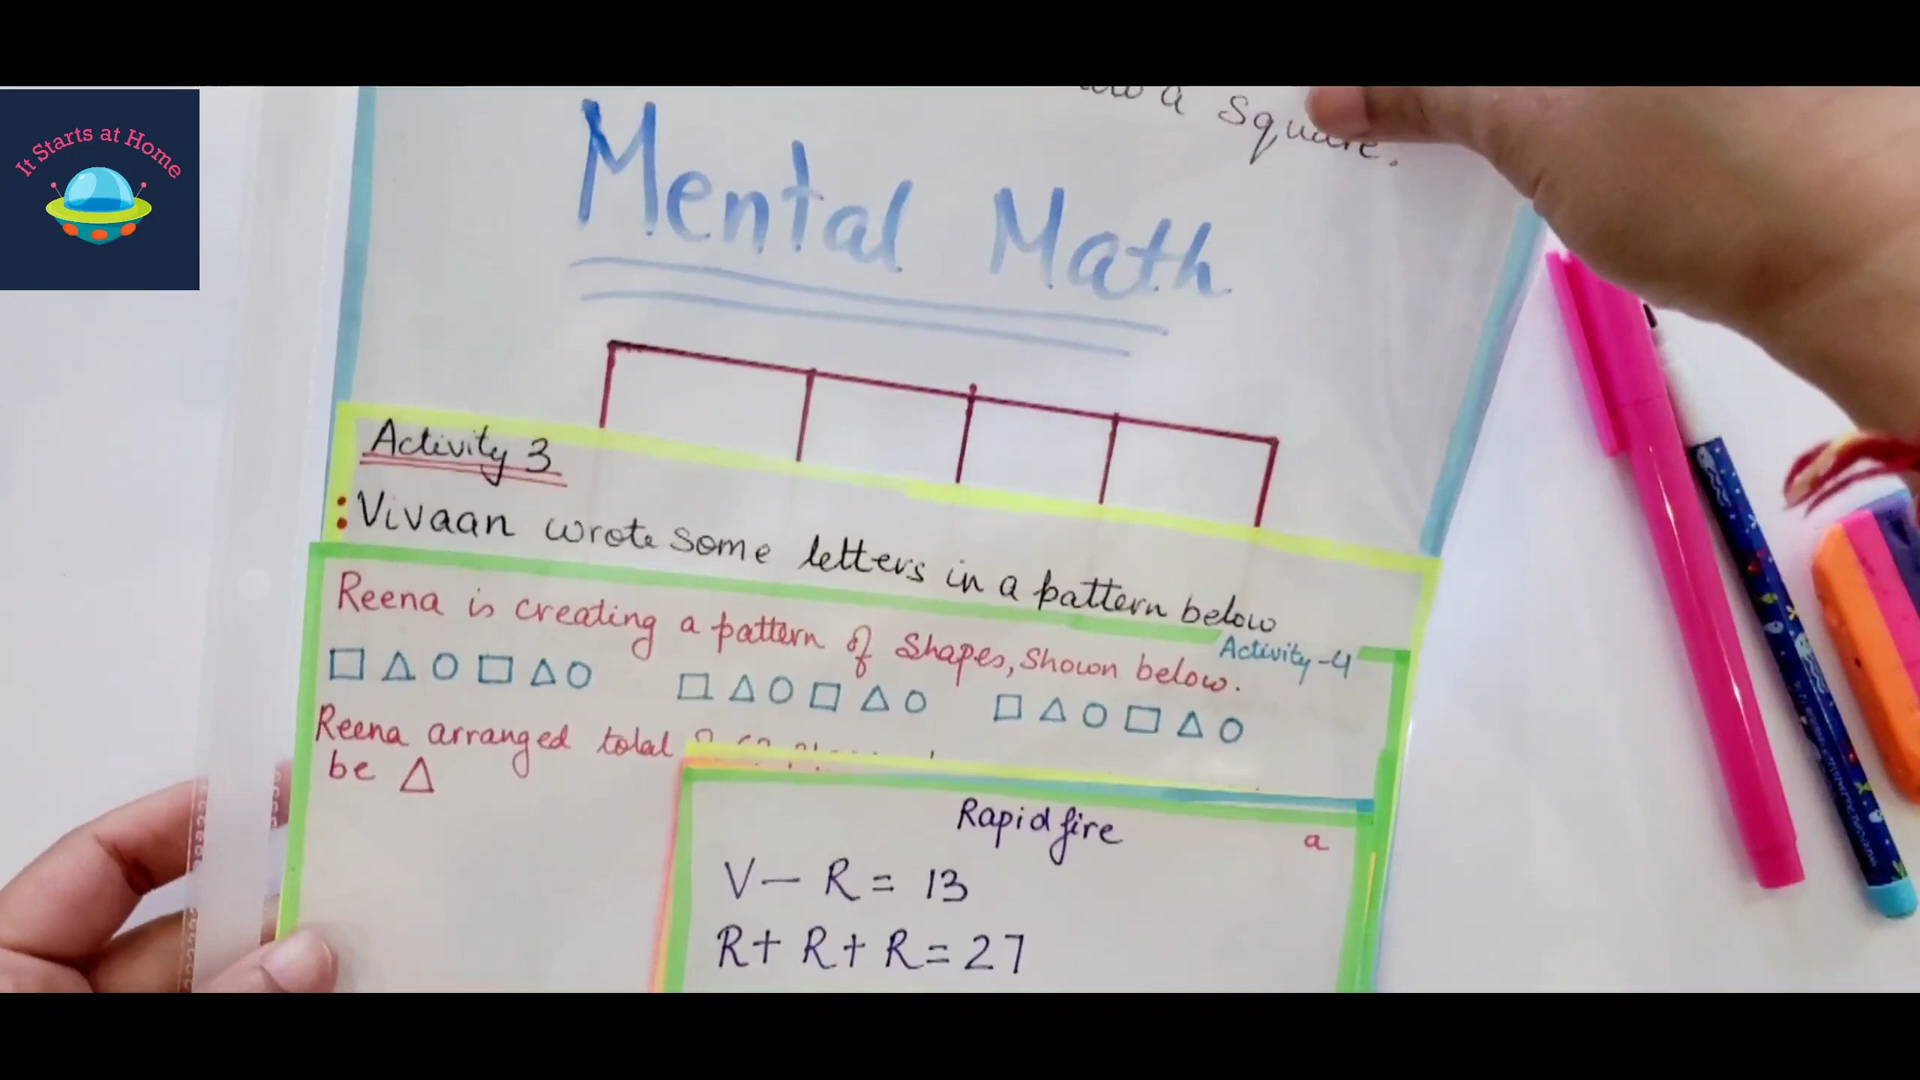 It Starts at Home
a Square.
Mental Math
Activity 3
: Vivaan wrote some letters in a pattern below
Activity-4
Reena is creating a pattern of Shapes, shown below.
□ △ ○ □ △ ○ □ △ ○ □ △ ○ □ △ ○ □ △ ○
Reena arranged total
be △
Rapid fire
a
V - R = 13
R + R + R = 27